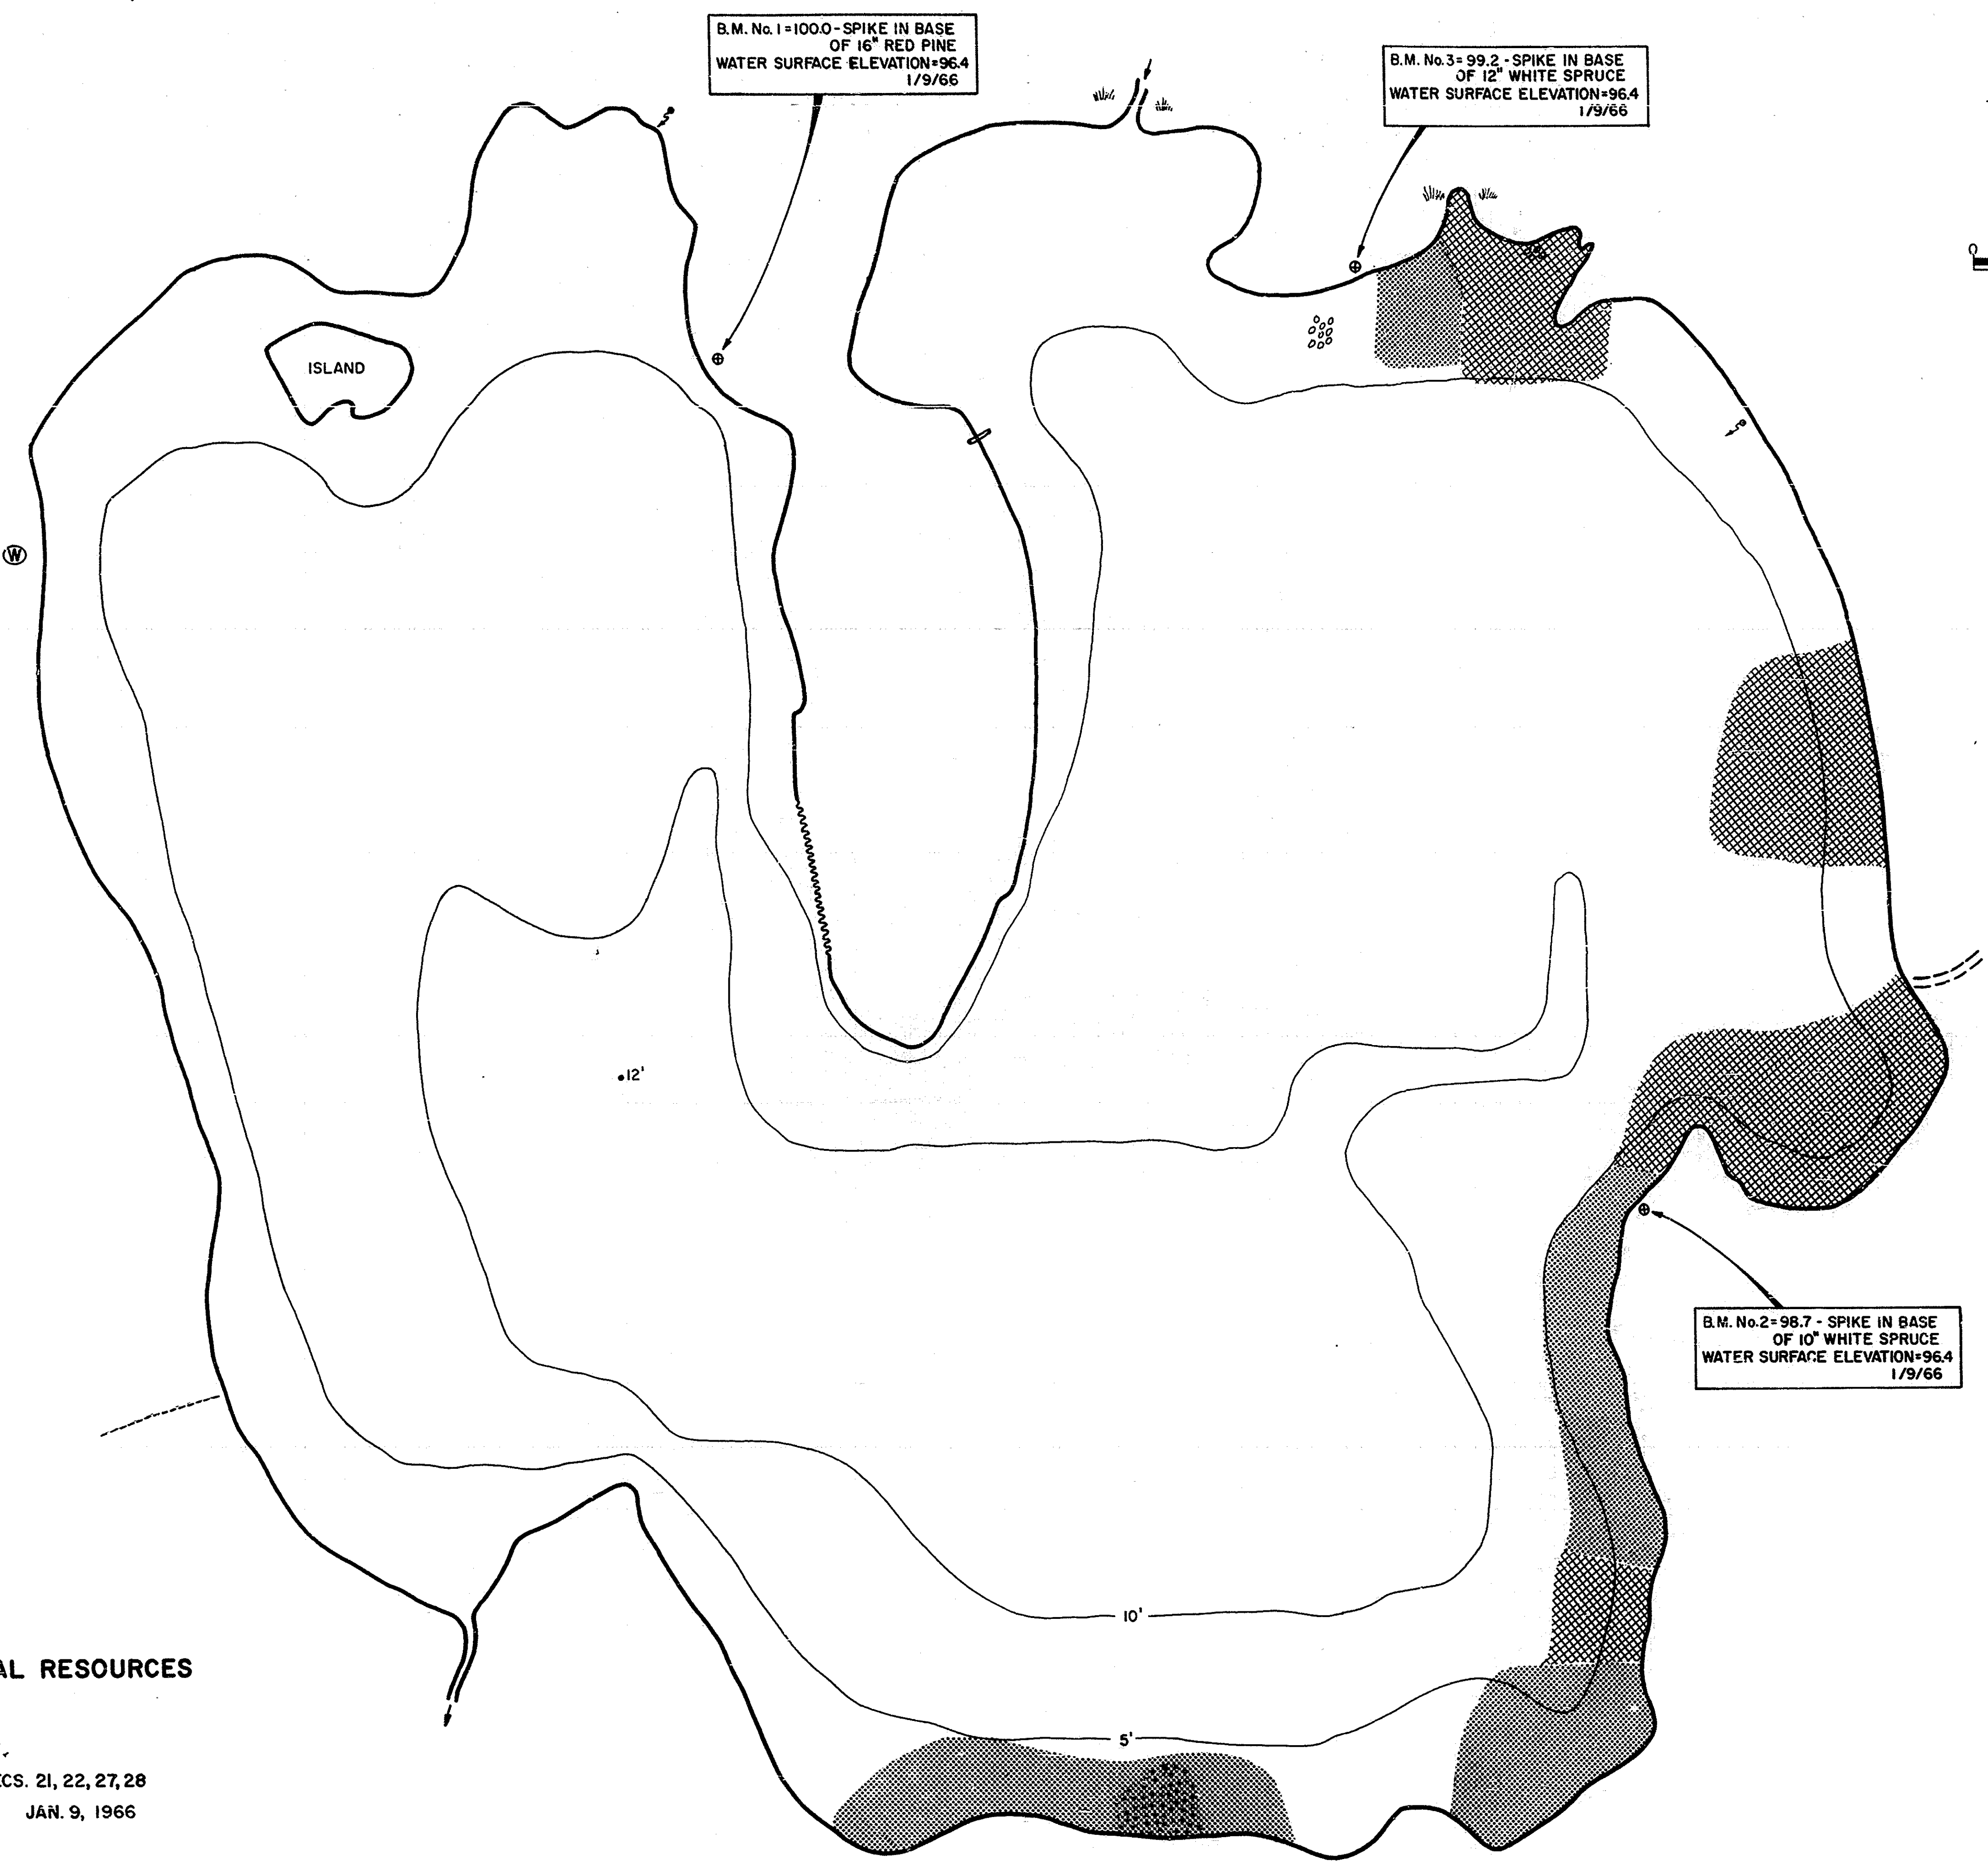 B.M. No. 1 = 100.0 - SPIKE IN BASE
OF 16" RED PINE
WATER SURFACE ELEVATION=96.4
1/9/66
B.M. No.3= 99.2 - SPIKE IN BASE
OF 12" WHITE SPRUCE
WATER SURFACE ELEVATION=96.4
1/9/66
ISLAND
W
12'
B.M. No.2=98.7 - SPIKE IN BASE
OF 10" WHITE SPRUCE
WATER SURFACE ELEVATION=96.4
1/9/66
10'
5'
AL RESOURCES
ECS. 21, 22, 27, 28
JAN. 9, 1966